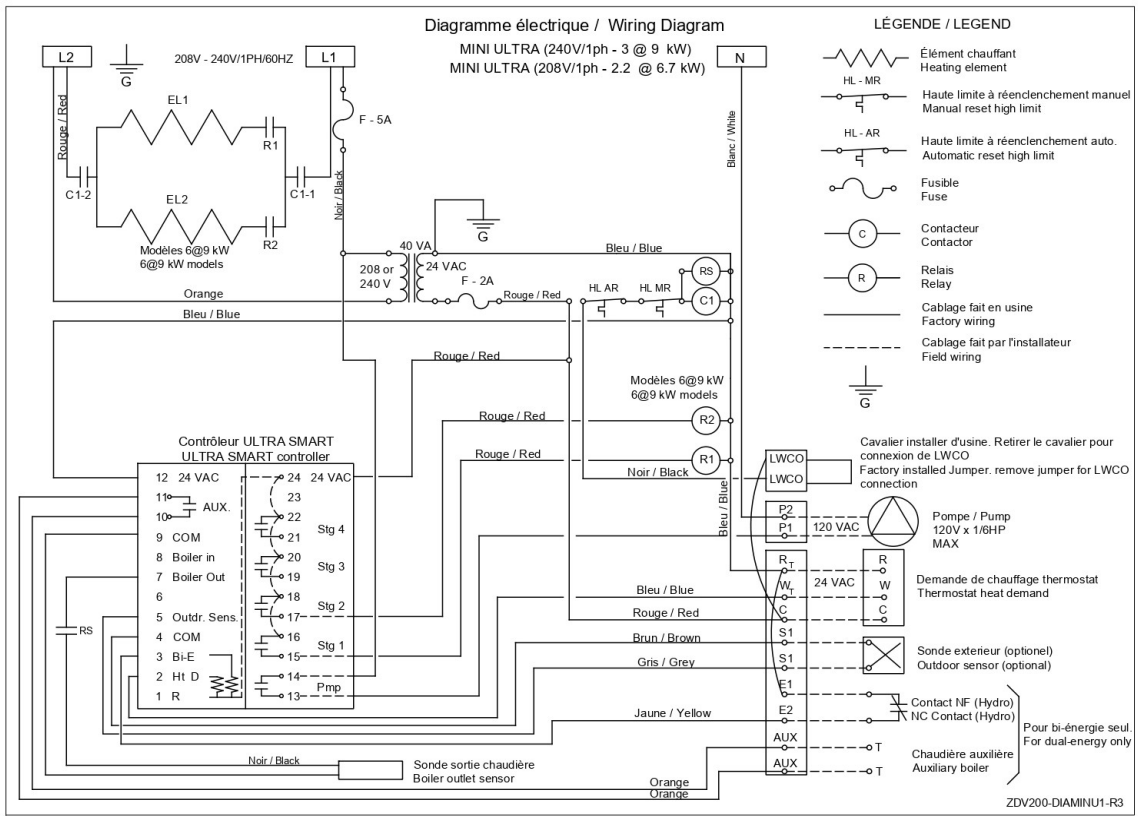 Diagramme électrique / Wiring Diagram
MINI ULTRA (240V/1ph - 3 @ 9 kW)
MINI ULTRA (208V/1ph - 2.2 @ 6.7 kW)
L2
G
208V - 240V/1PH/60HZ
L1
N
Rouge / Red
EL1
R1
F - 5A
C1-2
C1-1
EL2
R2
Modèles 6@9 kW
6@9 kW models
Noir / Black
Blanc / White
G
40 VA
208 or
240 V
24 VAC
F - 2A
Bleu / Blue
Orange
Bleu / Blue
Rouge / Red
HL AR
HL MR
RS
C1
Rouge / Red
Modèles 6@9 kW
6@9 kW models
Rouge / Red
R2
Rouge / Red
R1
Noir / Black
Bleu / Blue
LÉGENDE / LEGEND
Élément chauffant
Heating element
HL - MR
Haute limite à réenclenchement manuel
Manual reset high limit
HL - AR
Haute limite à réenclenchement auto.
Automatic reset high limit
Fusible
Fuse
C
Contacteur
Contactor
R
Relais
Relay
Cablage fait en usine
Factory wiring
Cablage fait par l'installateur
Field wiring
G
Contrôleur ULTRA SMART
ULTRA SMART controller
12 24 VAC
11
10
AUX.
9 COM
8 Boiler in
7 Boiler Out
6
5 Outdr. Sens.
4 COM
3 Bi-E
2 Ht D
1 R
24 24 VAC
23
22
21
Stg 4
20
19
Stg 3
18
17
Stg 2
16
15
Stg 1
14
13
Pmp
RS
Noir / Black
Sonde sortie chaudière
Boiler outlet sensor
LWCO
LWCO
Cavalier installer d'usine. Retirer le cavalier pour
connexion de LWCO
Factory installed Jumper. remove jumper for LWCO
connection
P2
P1
120 VAC
Pompe / Pump
120V x 1/6HP
MAX
RT
WT
C
24 VAC
R
W
C
Demande de chauffage thermostat
Thermostat heat demand
Bleu / Blue
Rouge / Red
Brun / Brown
S1
Gris / Grey
S1
Sonde exterieur (optionel)
Outdoor sensor (optional)
E1
Jaune / Yellow
E2
Contact NF (Hydro)
NC Contact (Hydro)
AUX
T
AUX
T
Chaudière auxilière
Auxiliary boiler
Pour bi-énergie seul.
For dual-energy only
Orange
Orange
ZDV200-DIAMINU1-R3